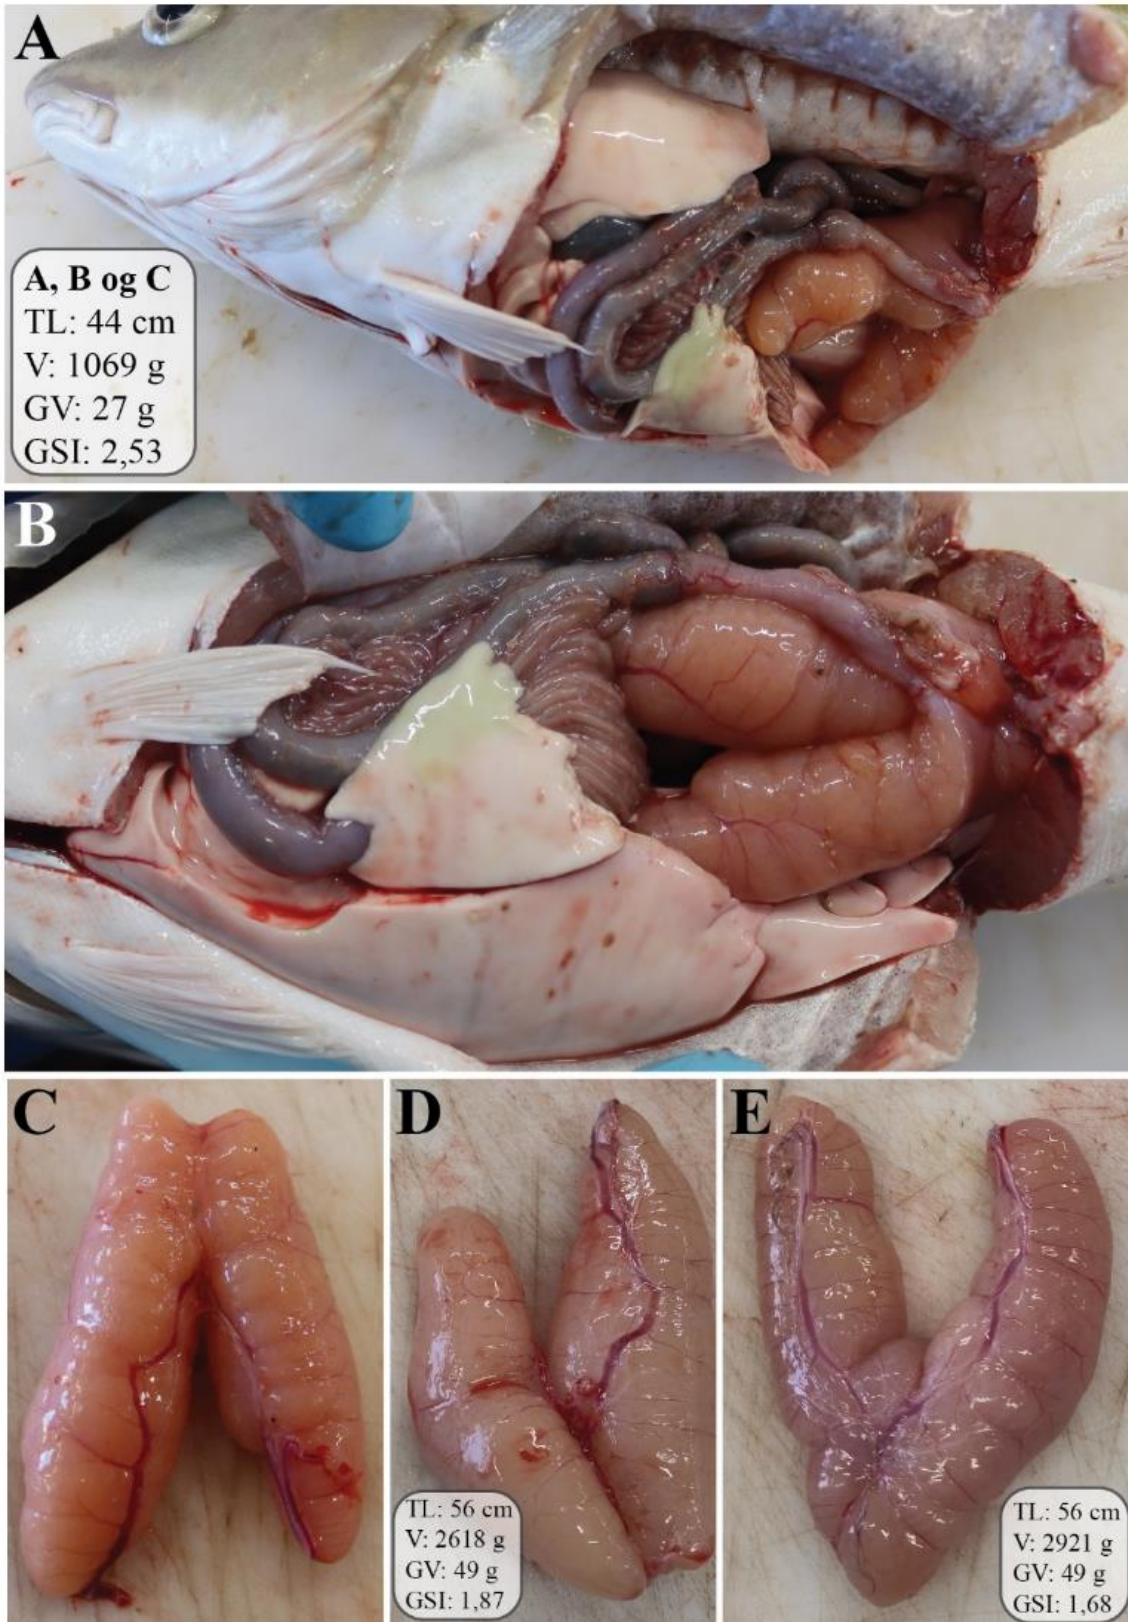 A
A, B og C
TL: 44 cm
V: 1069 g
GV: 27 g
GSI: 2,53
B
C
D
TL: 56 cm
V: 2618 g
GV: 49 g
GSI: 1,87
E
TL: 56 cm
V: 2921 g
GV: 49 g
GSI: 1,68